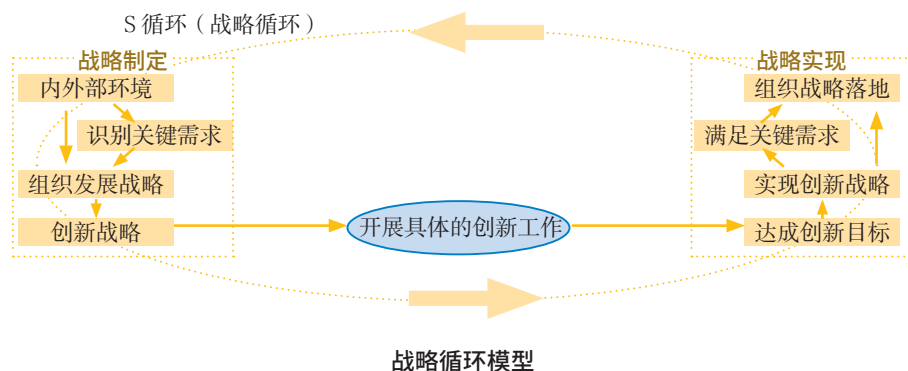 S 循环（战略循环）
战略制定
内外部环境
识别关键需求
组织发展战略
创新战略
开展具体的创新工作
战略实现
组织战略落地
满足关键需求
实现创新战略
达成创新目标
战略循环模型